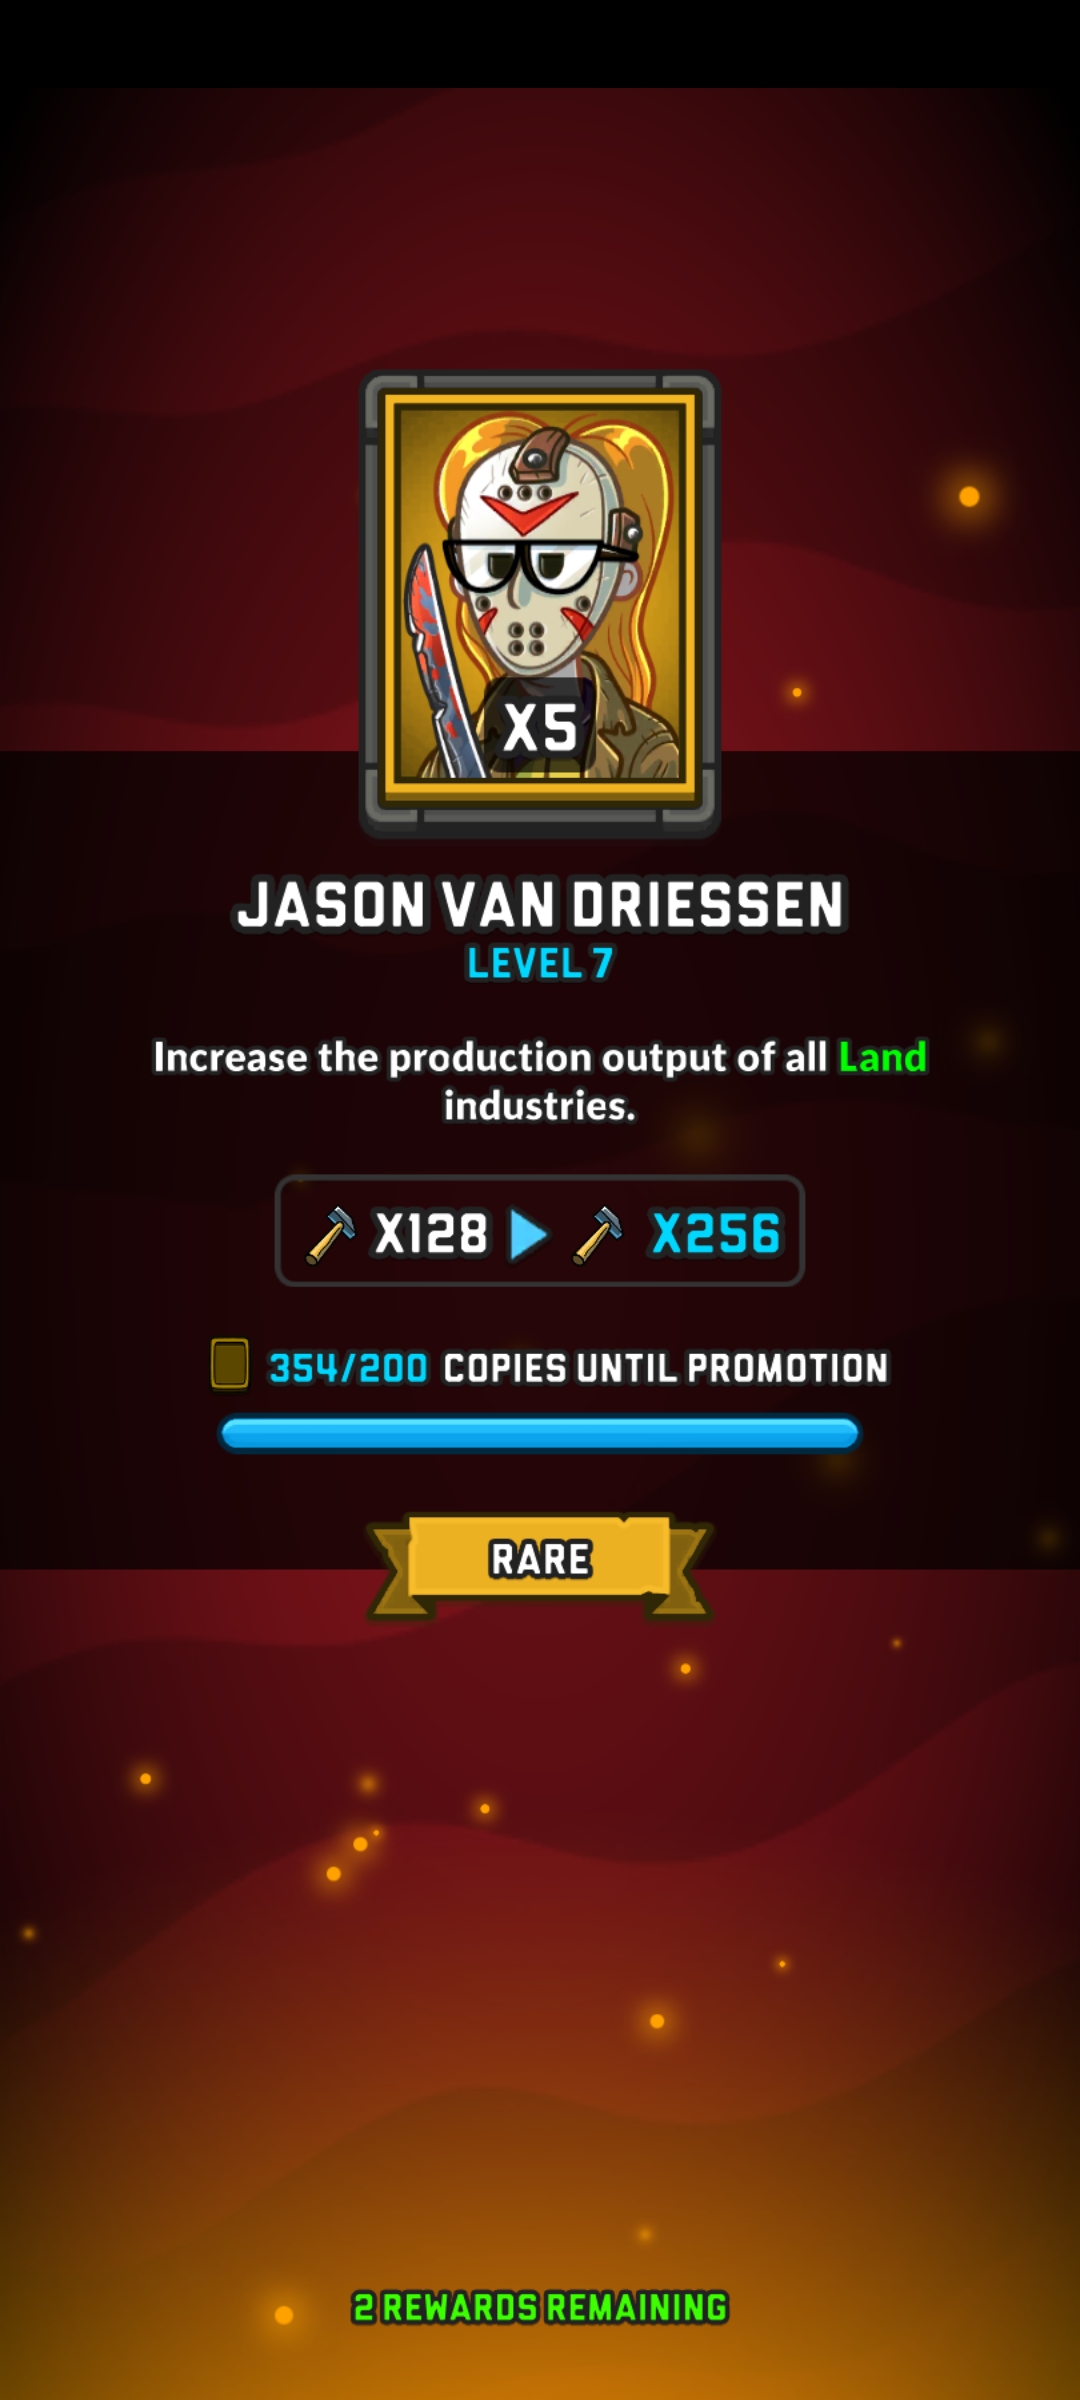 X5
JASON VAN DRIESSEN
LEVEL 7
Increase the production output of all Land
industries.
X128 X256
354/200 COPIES UNTIL PROMOTION
RARE
2 REWARDS REMAINING